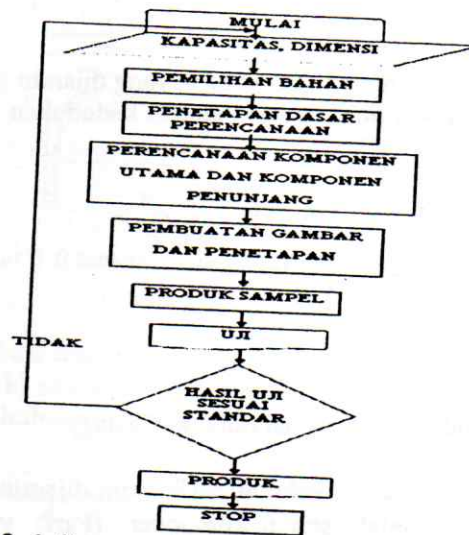 MULAI
KAPASITAS, DIMENSI
PEMILIHAN BAHAN
PENETAPAN DASAR
PERENCANAAN
PERENCANAAN KOMPONEN
UTAMA DAN KOMPONEN
PENUNJANG
PEMBUATAN GAMBAR
DAN PENETAPAN
PRODUK SAMPEL
UJI
TIDAK
HASIL UJI
SESUAI
STANDAR
PRODUK
STOP